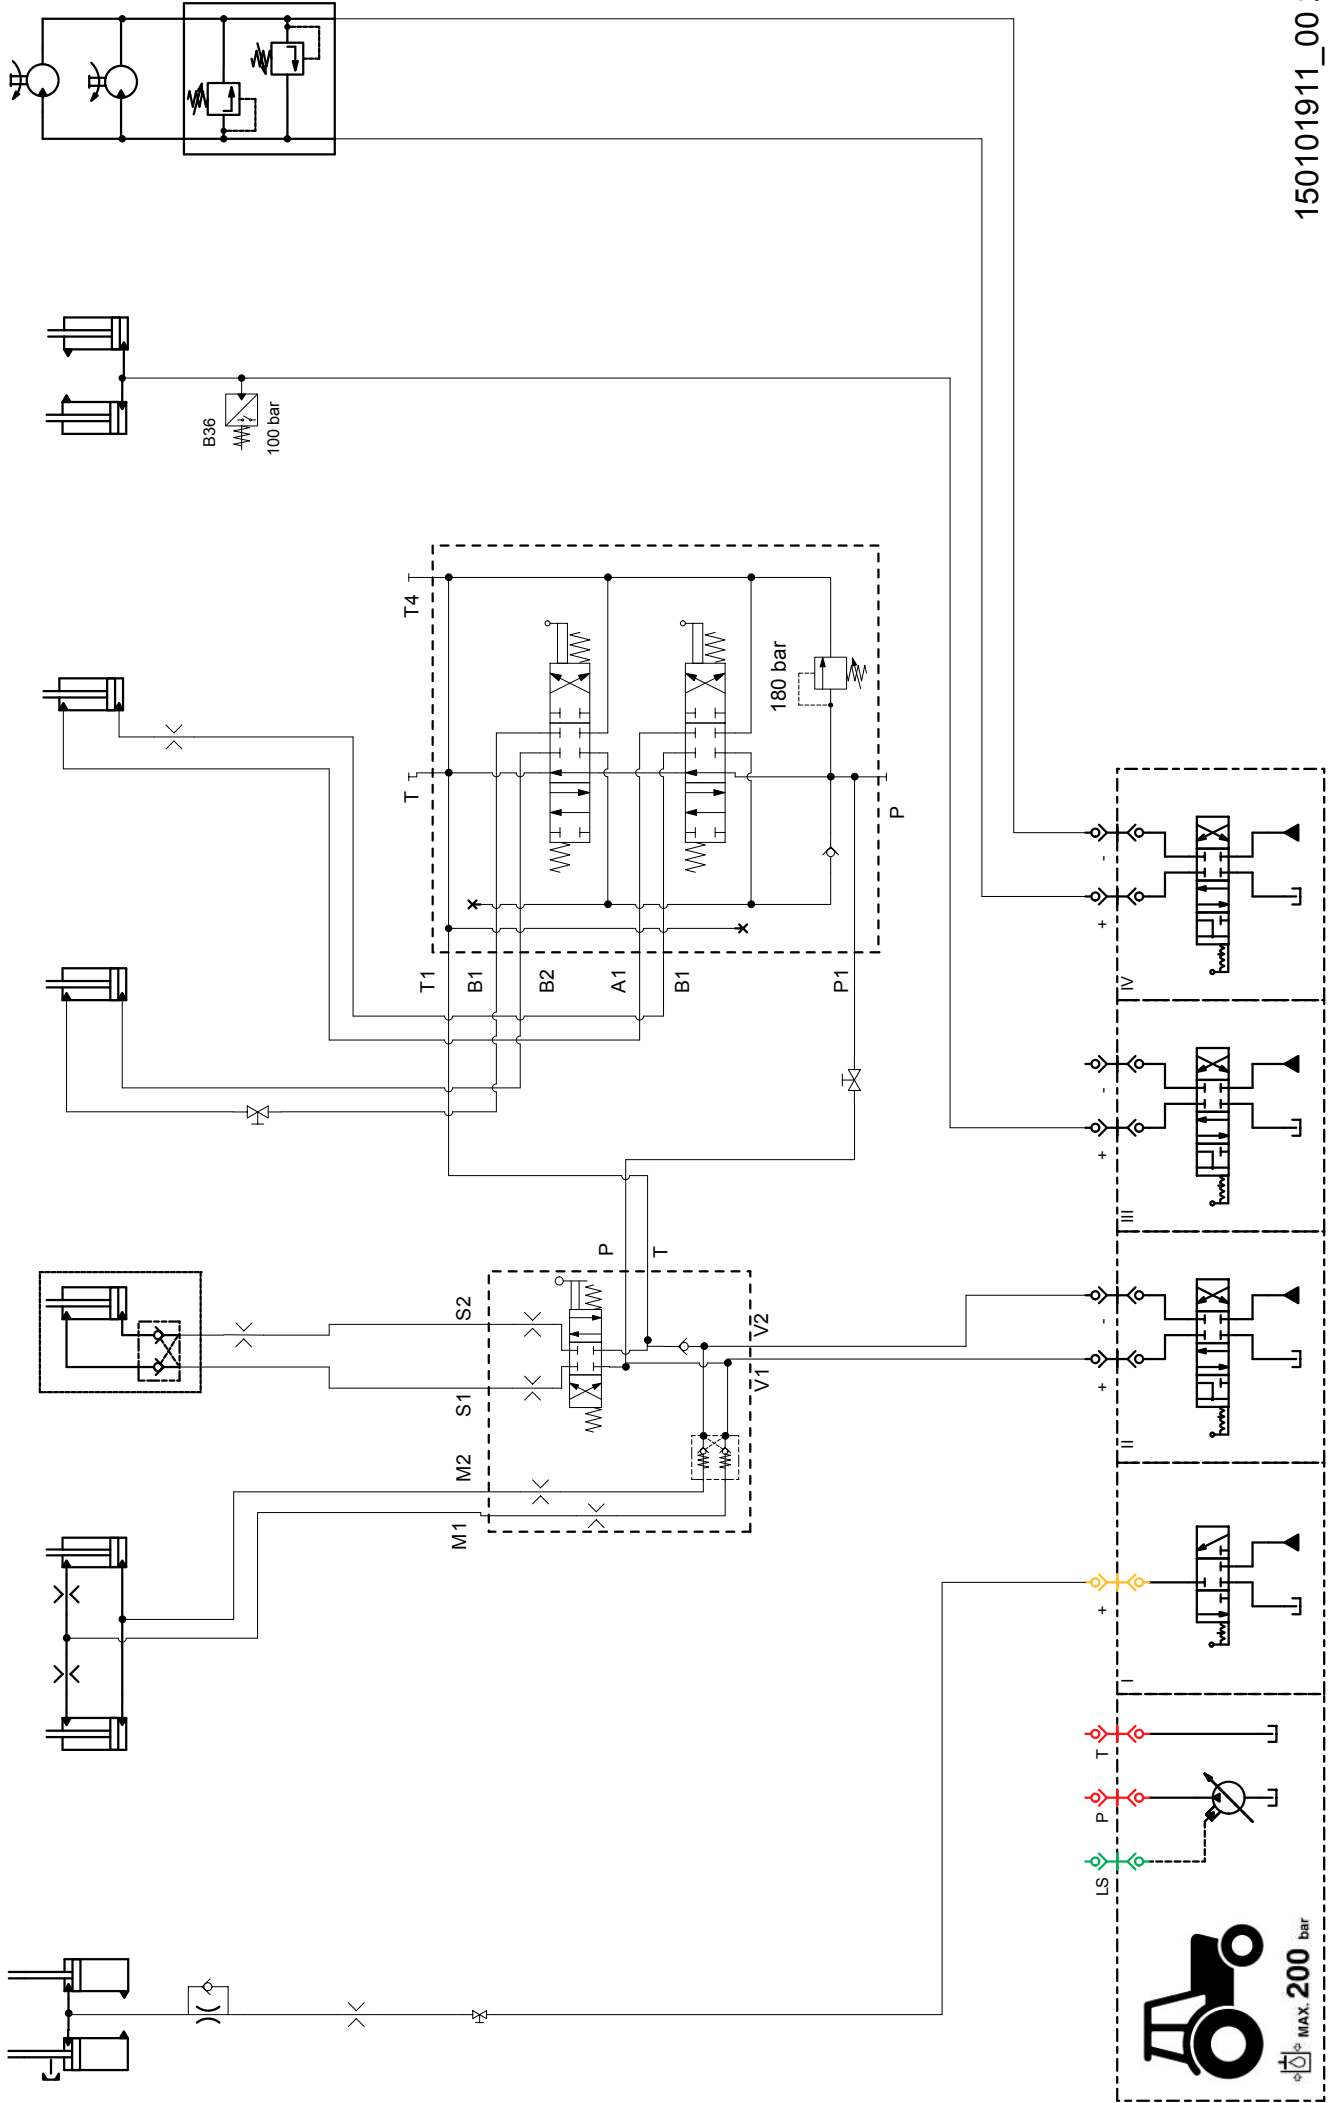 150101911_00
B36
100 bar
T4
T
180 bar
P
T1
B1
B2
A1
B1
P1
P
T
S2
S1
M2
M1
V2
V1
LS
P
T
+
I
+
-
II
+
-
III
+
-
IV
MAX. 200 bar